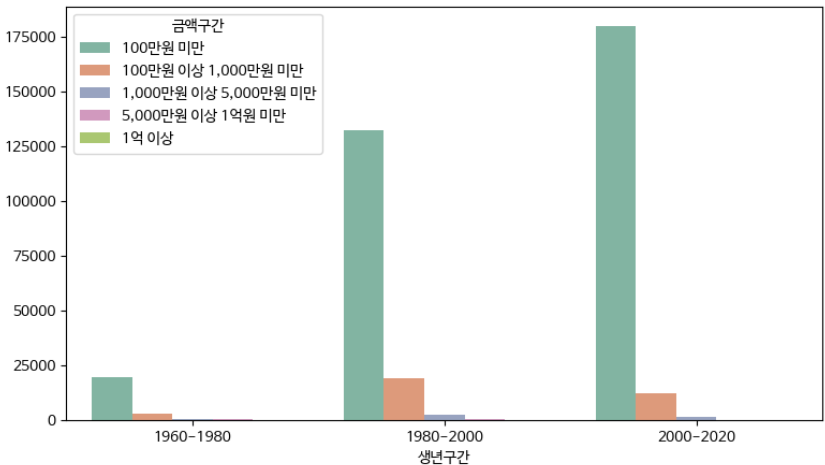 금액구간
100만원 미만
100만원 이상 1,000만원 미만
1,000만원 이상 5,000만원 미만
5,000만원 이상 1억원 미만
1억 이상
175000
150000
125000
100000
75000
50000
25000
0
1960-1980
1980-2000
2000-2020
생년구간